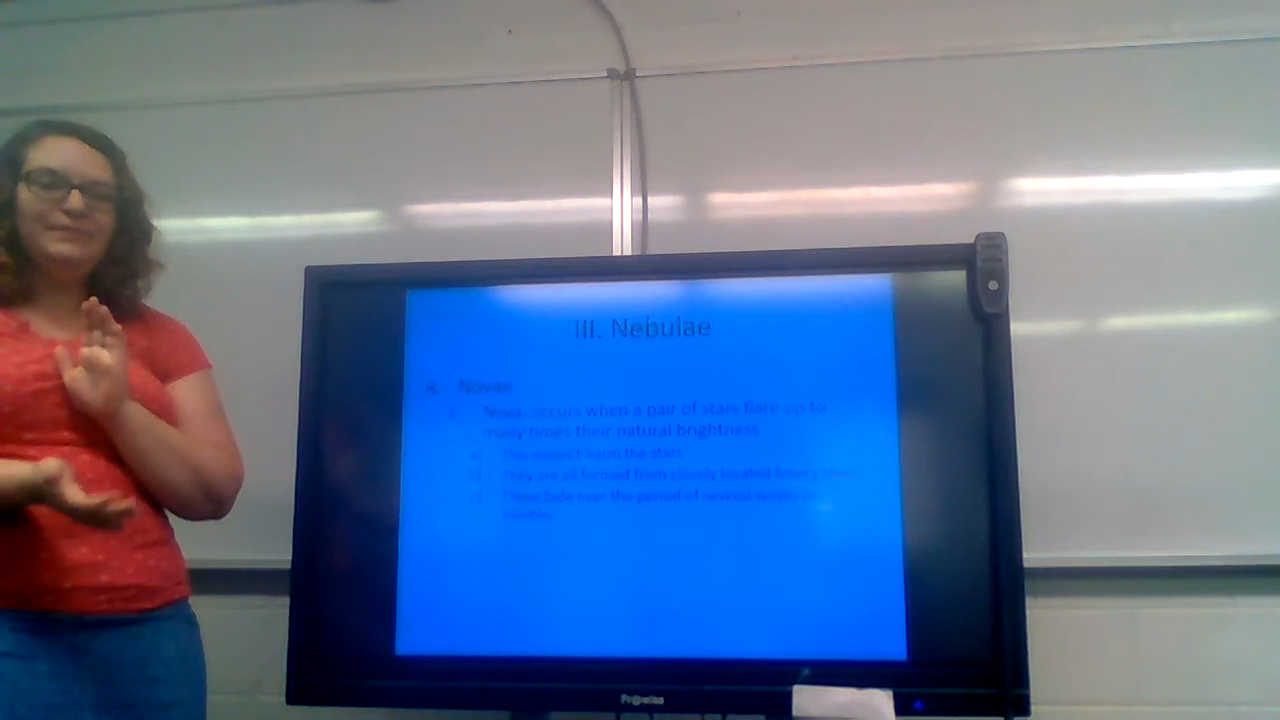 III. Nebulae
A. Novae
1. Nova- occurs when a pair of stars flare up to
many times their natural brightness.
a) This doesn't harm the stars.
b) They are all formed from closely located binary stars
c) These fade over the period of several weeks or
months.
Prowise